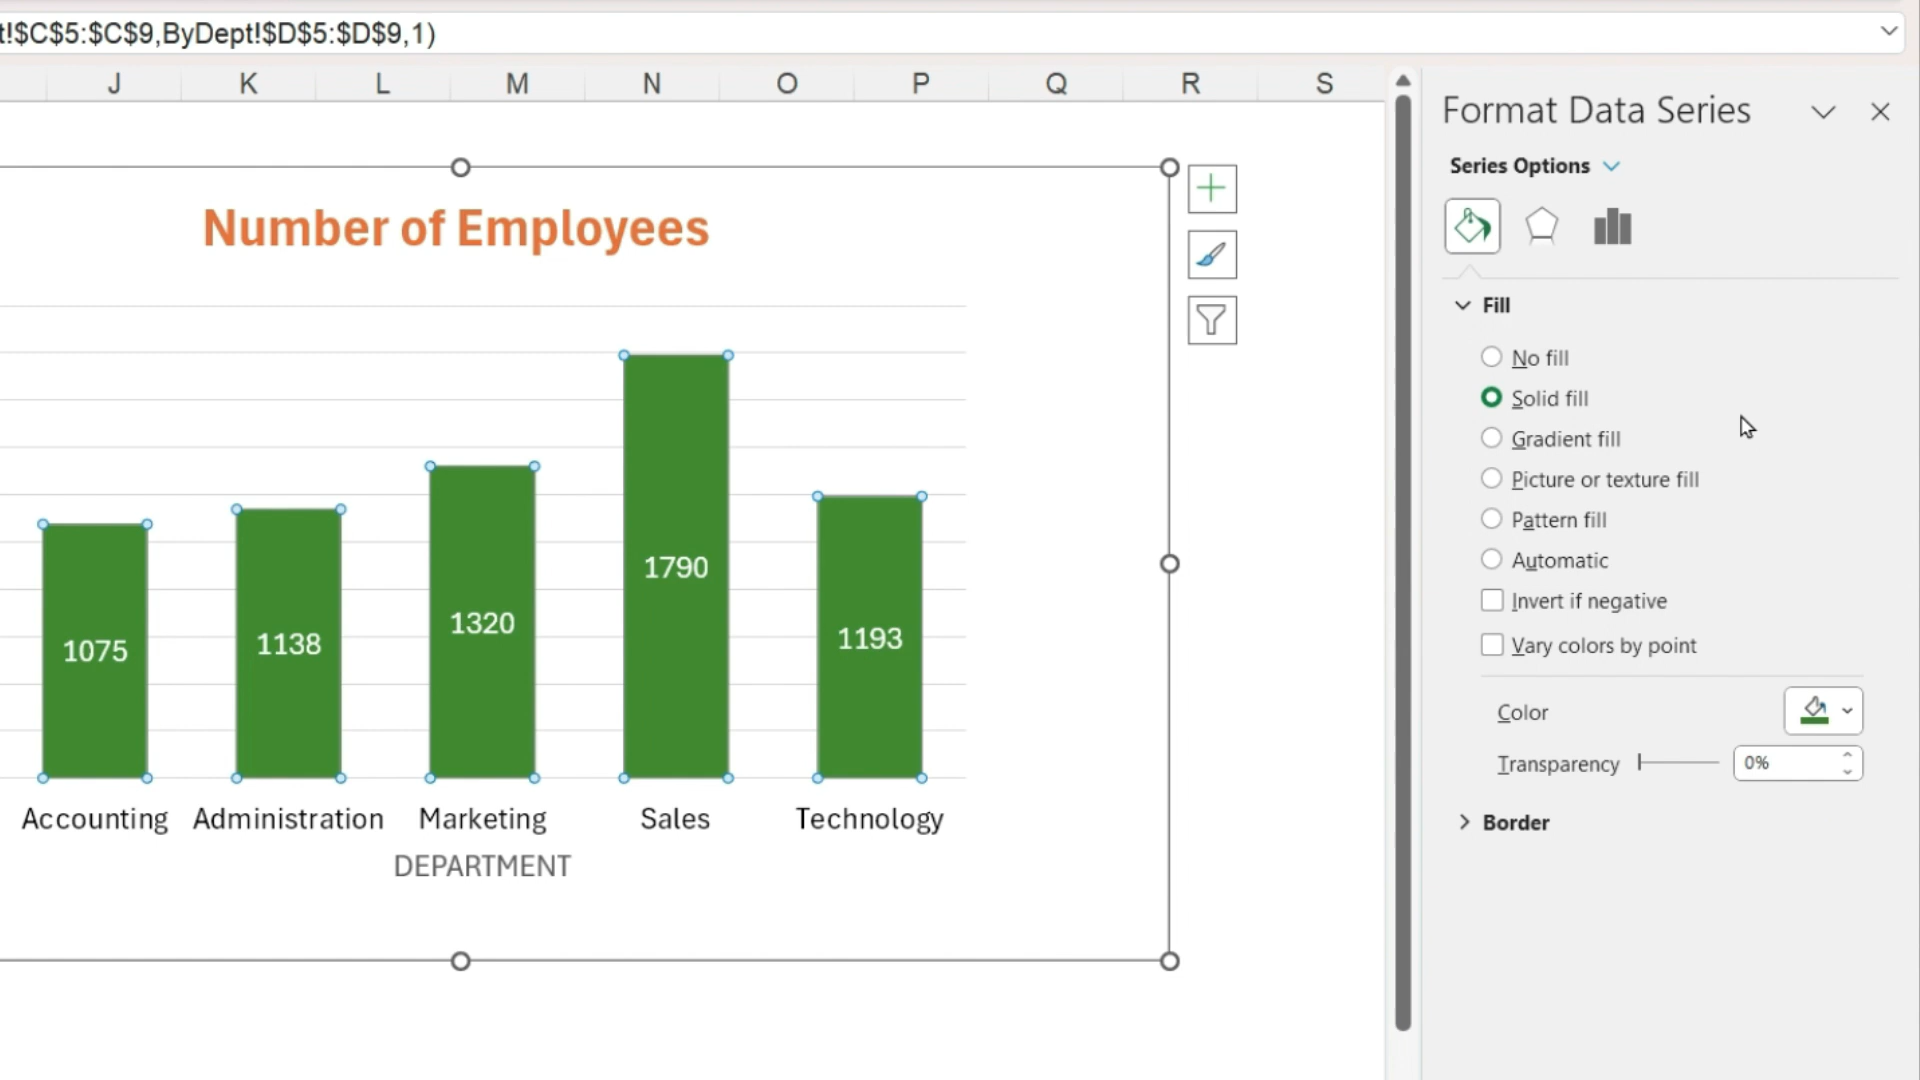 t!$C$5:$C$9,ByDept!$D$5:$D$9,1)
J K L M N O P Q R S
Number of Employees
1075 1138 1320 1790 1193
Accounting Administration Marketing Sales Technology
DEPARTMENT
Format Data Series
Series Options
Fill
No fill
Solid fill
Gradient fill
Picture or texture fill
Pattern fill
Automatic
Invert if negative
Vary colors by point
Color
Transparency 0%
Border